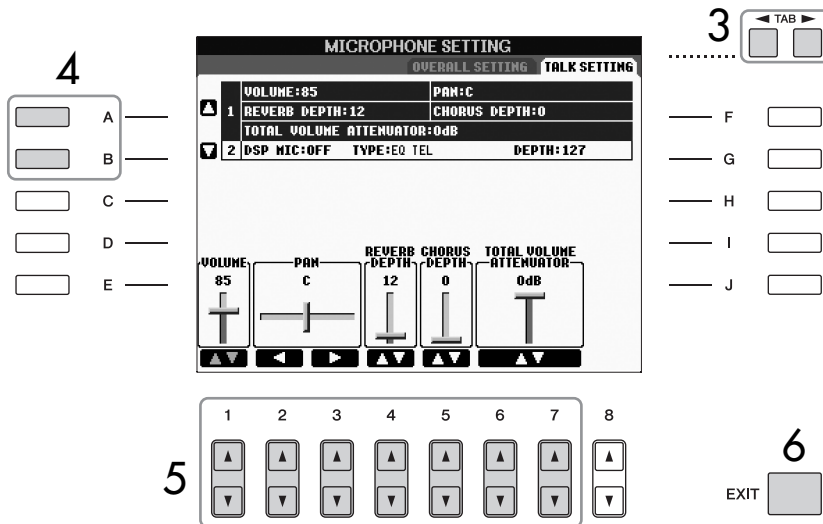 3
◄ TAB ►
4
MICROPHONE SETTING
OVERALL SETTING TALK SETTING
VOLUME:85 PAN:C
1 REVERB DEPTH:12 CHORUS DEPTH:0
TOTAL VOLUME ATTENUATOR:0dB
2 DSP MIC:OFF TYPE:EQ TEL DEPTH:127
A
B
C
D
E
F
G
H
I
J
VOLUME
85
PAN
C
REVERB DEPTH
12
CHORUS DEPTH
0
TOTAL VOLUME ATTENUATOR
0dB
1 2 3 4 5 6 7 8
5
6
EXIT